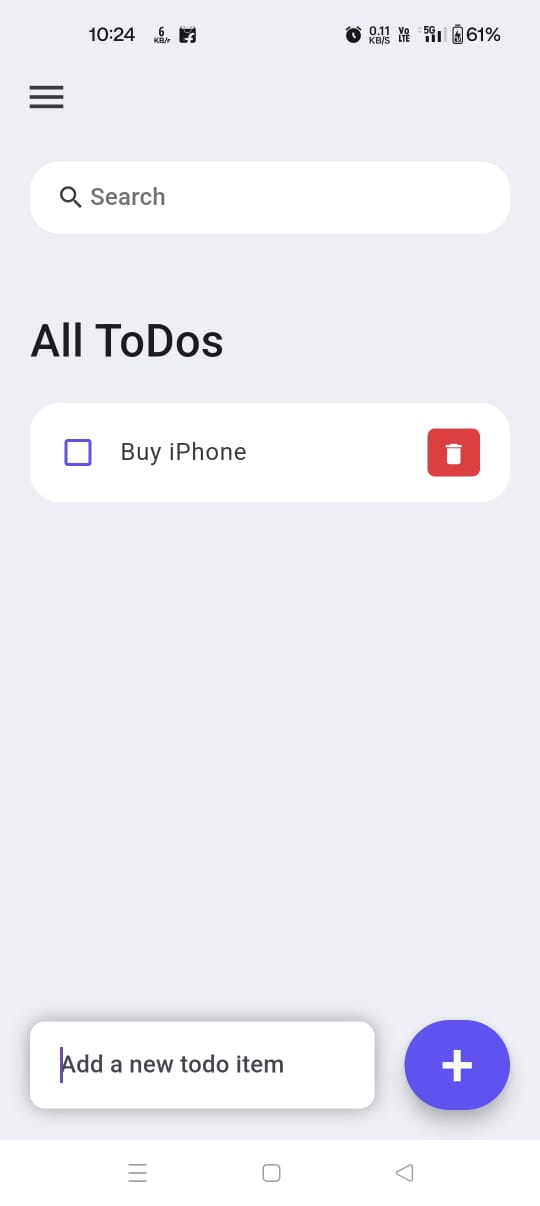 10:24 6 KB/s 0.11 KB/S Vo LTE 5G 61%
Search
All ToDos
Buy iPhone
Add a new todo item